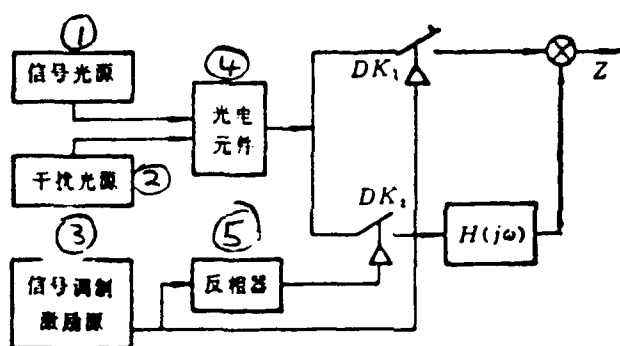 ①
信号光源
④
DK₁
Z
光电
元件
干扰光源
②
③
DK₂
⑤
H(jω)
信号调制
激励源
反相器